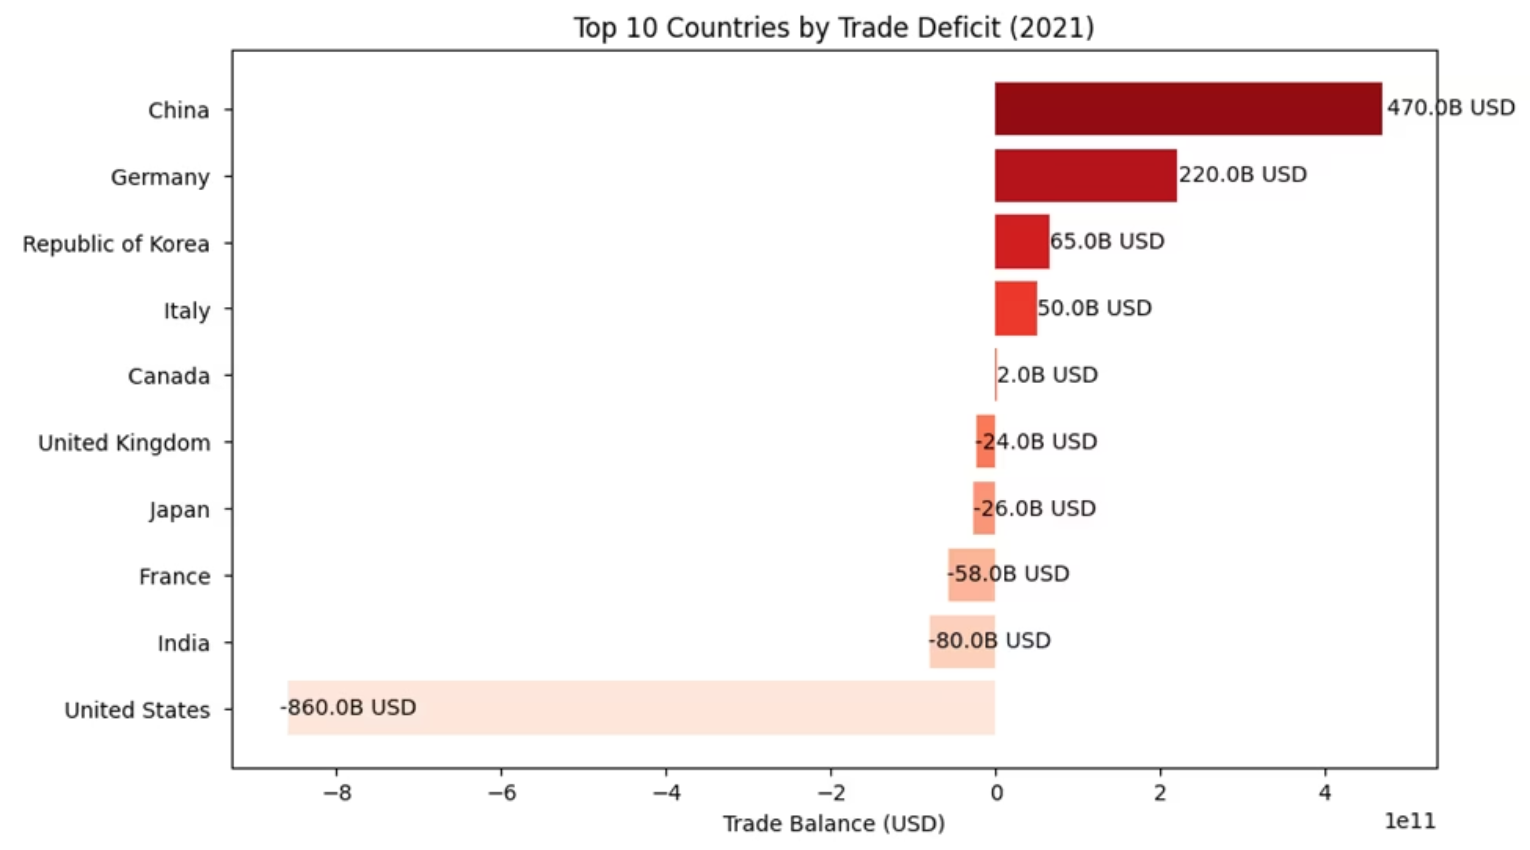 Top 10 Countries by Trade Deficit (2021)
China 470.0B USD
Germany 220.0B USD
Republic of Korea 65.0B USD
Italy 50.0B USD
Canada 2.0B USD
United Kingdom -24.0B USD
Japan -26.0B USD
France -58.0B USD
India -80.0B USD
United States -860.0B USD
−8 −6 −4 −2 0 2 4
1e11
Trade Balance (USD)